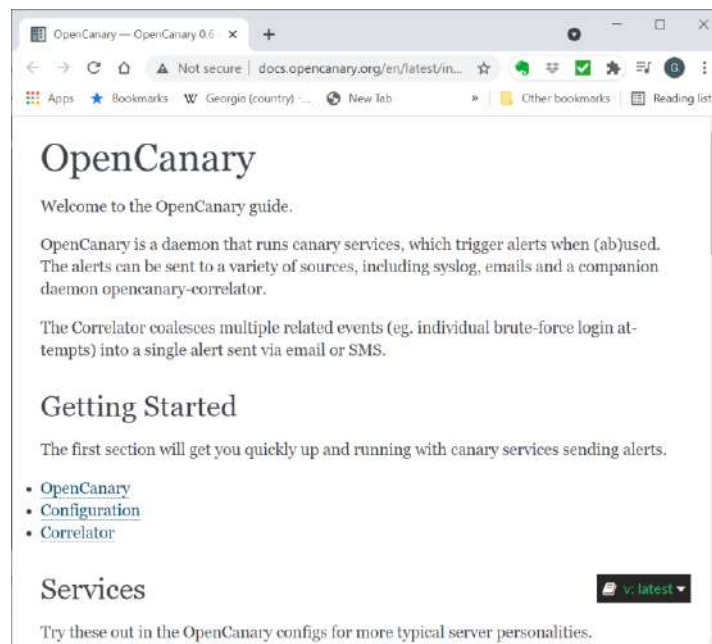 OpenCanary — OpenCanary 0.6
Not secure | docs.opencanary.org/en/latest/in...
G
Apps Bookmarks W Georgia (country) -... New Tab » Other bookmarks Reading list
OpenCanary
Welcome to the OpenCanary guide.
OpenCanary is a daemon that runs canary services, which trigger alerts when (ab)used.
The alerts can be sent to a variety of sources, including syslog, emails and a companion
daemon opencanary-correlator.
The Correlator coalesces multiple related events (eg. individual brute-force login at-
tempts) into a single alert sent via email or SMS.
Getting Started
The first section will get you quickly up and running with canary services sending alerts.
• OpenCanary
• Configuration
• Correlator
Services
v: latest
Try these out in the OpenCanary configs for more typical server personalities.